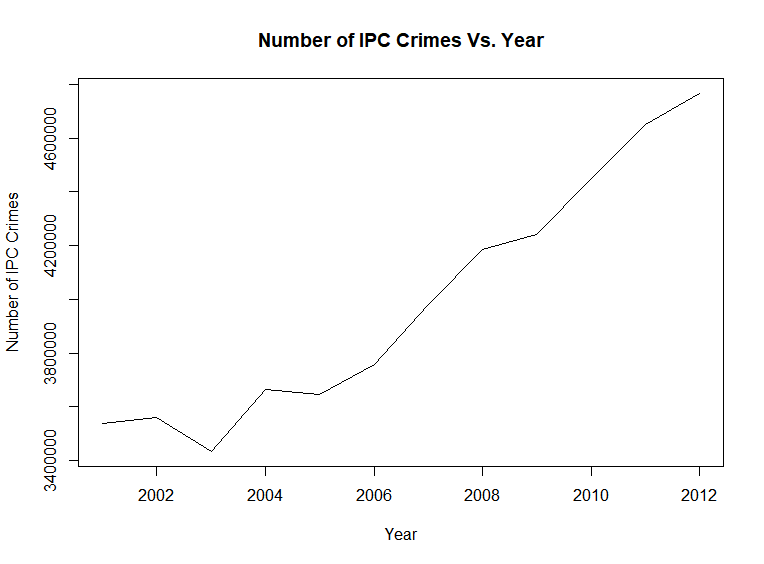 Number of IPC Crimes Vs. Year
Number of IPC Crimes
4600000
4200000
3800000
3400000
2002 2004 2006 2008 2010 2012
Year